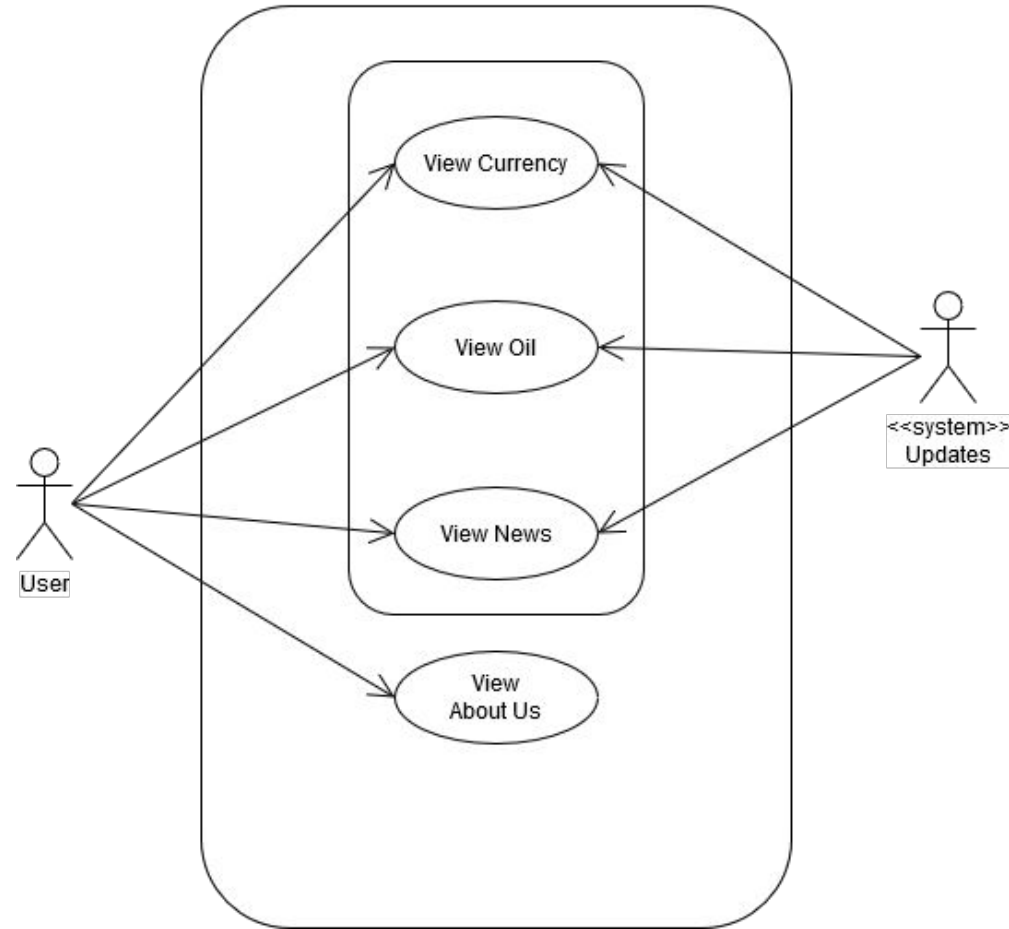 View Currency
View Oil
<<system>>
Updates
View News
User
View
About Us